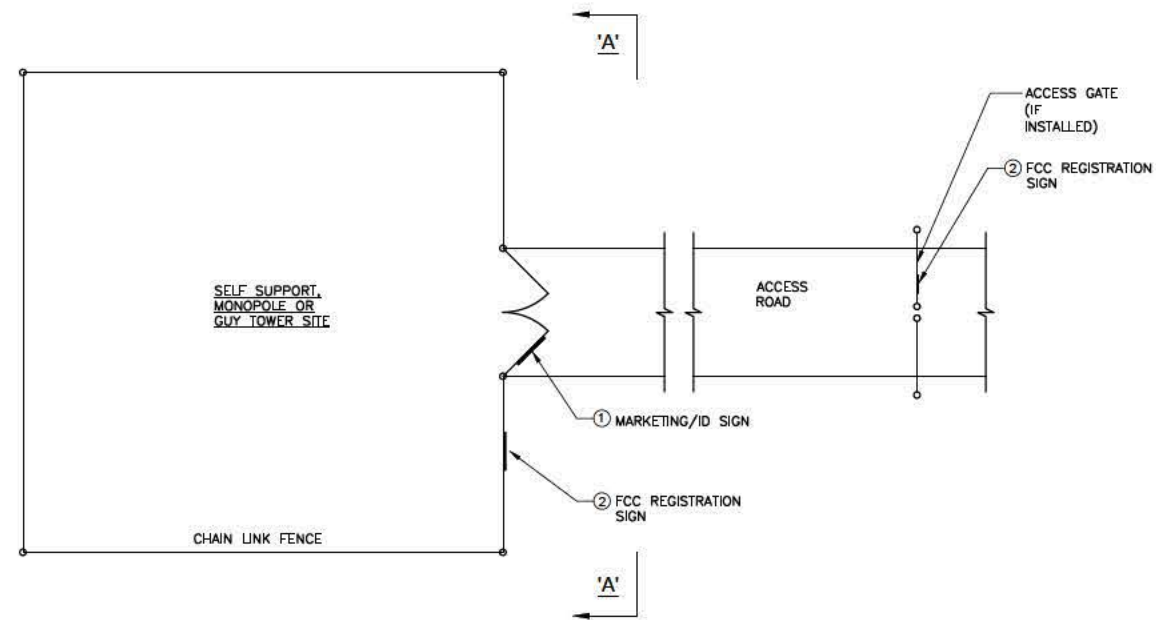 'A'
ACCESS GATE
(IF
INSTALLED)
② FCC REGISTRATION
SIGN
SELF SUPPORT,
MONOPOLE OR
GUY TOWER SITE
ACCESS
ROAD
① MARKETING/ID SIGN
② FCC REGISTRATION
SIGN
CHAIN LINK FENCE
'A'